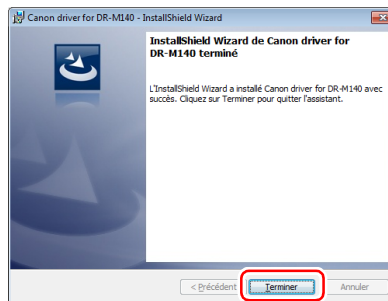 Canon driver for DR-M140 - InstallShield Wizard
InstallShield Wizard de Canon driver for
DR-M140 terminé
L'InstallShield Wizard a installé Canon driver for DR-M140 avec
succès. Cliquez sur Terminer pour quitter l'assistant.
< Précédent Terminer Annuler